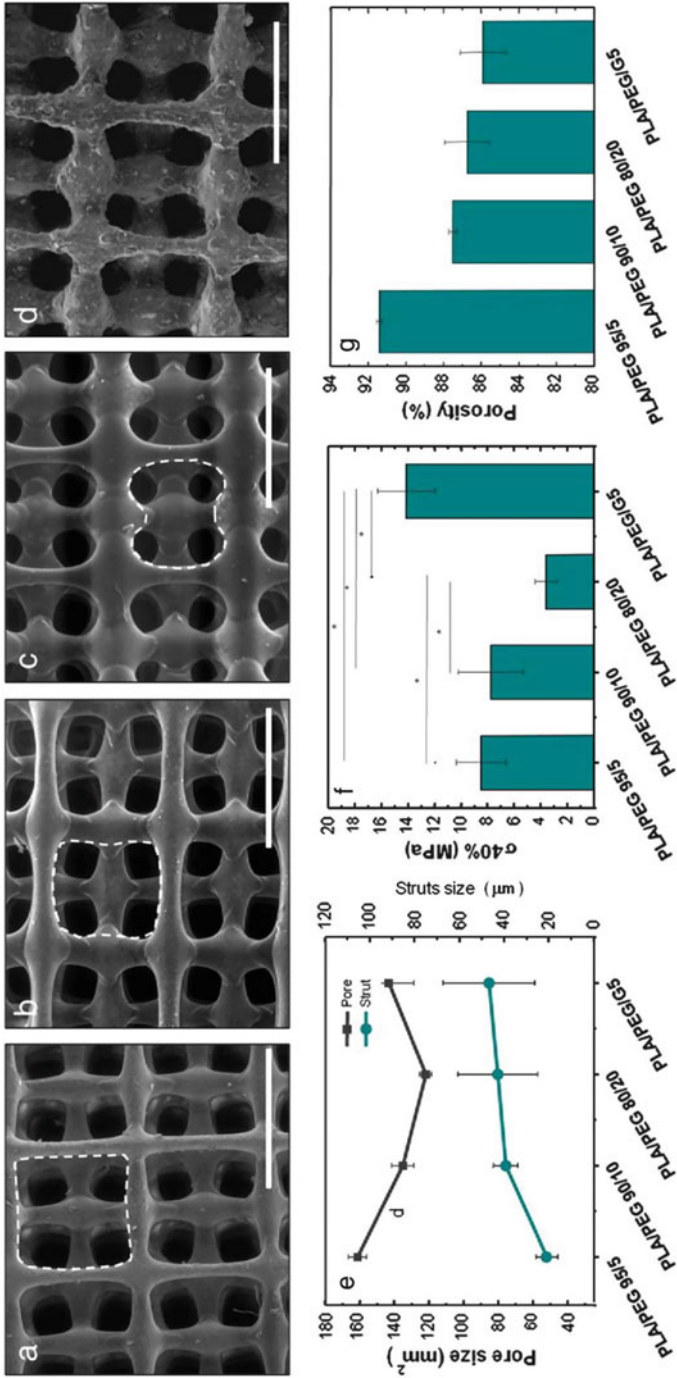 a
b
c
d
e
Pore size (mm²)
160
140
120
100
80
60
40
Pore
Strut
d
Struts size (μm)
120
100
80
60
40
20
0
PLA/PEG 95/5
PLA/PEG 90/10
PLA/PEG 80/20
PLA/PEG/G5
f
σ40% (MPa)
20
18
16
14
12
10
8
6
4
2
0
*
*
*
*
*
*
*
PLA/PEG 95/5
PLA/PEG 90/10
PLA/PEG 80/20
PLA/PEG/G5
g
Porosity (%)
94
92
90
88
86
84
82
80
PLA/PEG 95/5
PLA/PEG 90/10
PLA/PEG 80/20
PLA/PEG/G5